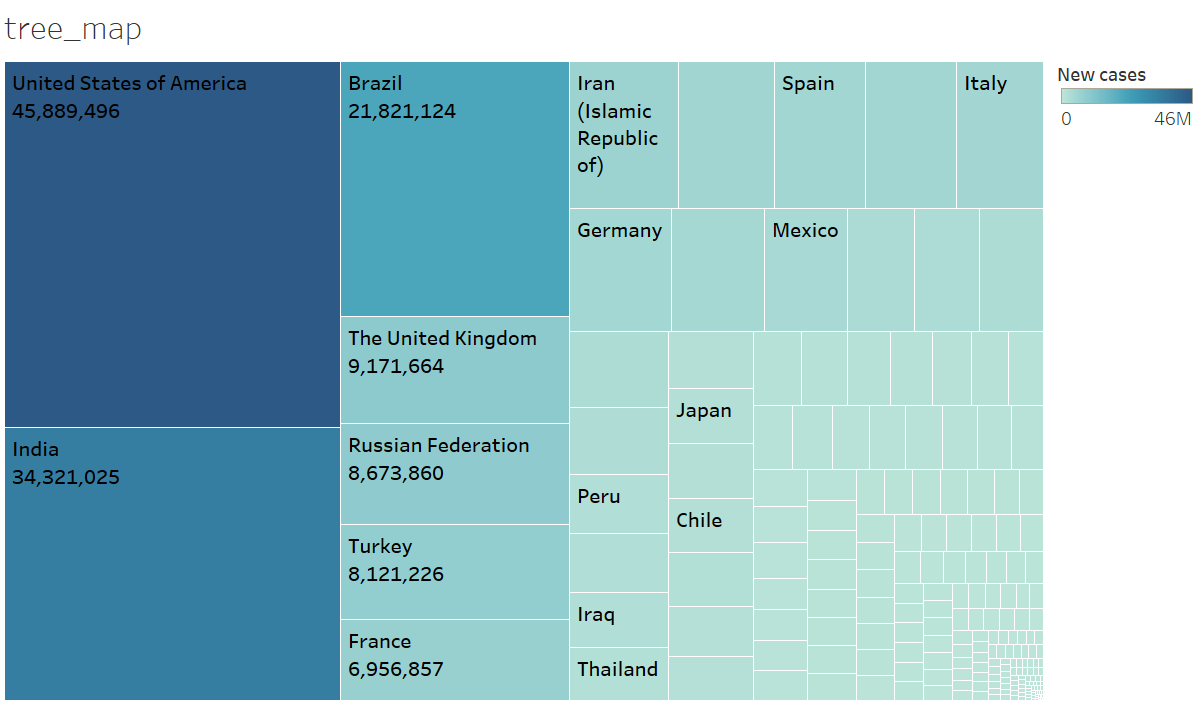 tree_map
United States of America
45,889,496
India
34,321,025
Brazil
21,821,124
The United Kingdom
9,171,664
Russian Federation
8,673,860
Turkey
8,121,226
France
6,956,857
Iran
(Islamic
Republic
of)
Spain
Italy
Germany
Mexico
Peru
Iraq
Thailand
Japan
Chile
New cases
0
46M